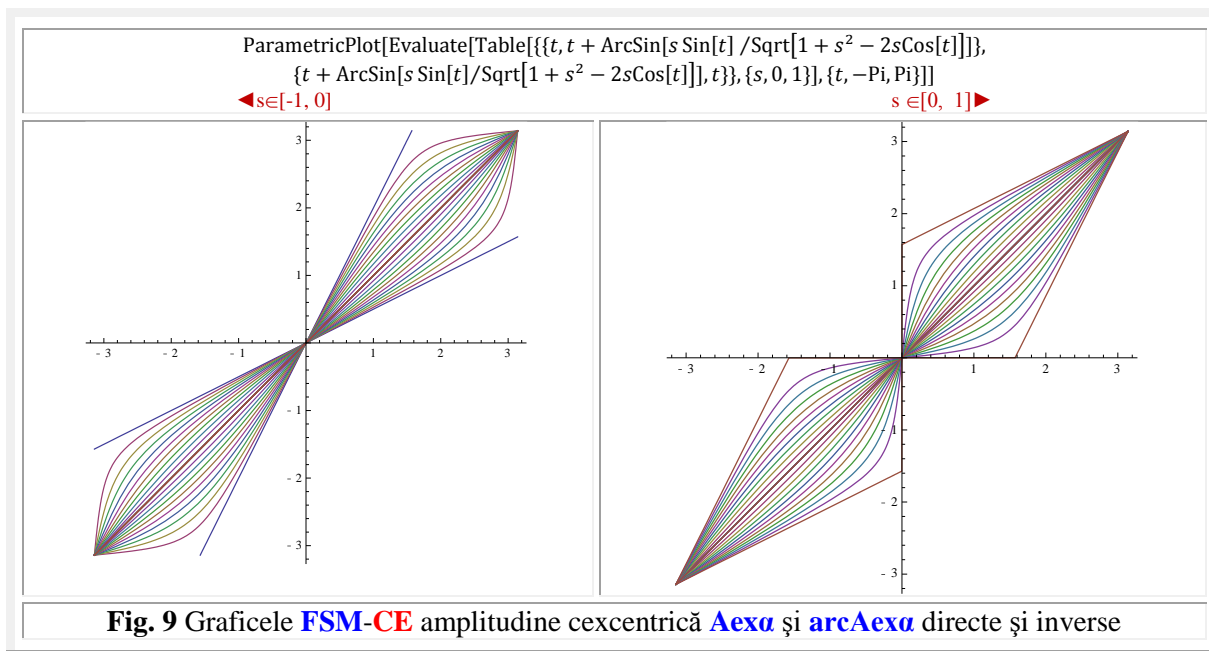 ParametricPlot[Evaluate[Table[{{t, t + ArcSin[s Sin[t] /Sqrt[1 + s² − 2sCos[t]]]},
{t + ArcSin[s Sin[t]/Sqrt[1 + s² − 2sCos[t]]], t}}, {s, 0, 1}], {t, −Pi, Pi}]]
◄s∈[-1, 0] s ∈[0, 1]►
3
2
1
- 3 - 2 - 1 1 2 3
- 1
- 2
- 3
3
2
1
- 3 - 2 - 1 1 2 3
- 1
- 2
- 3
Fig. 9 Graficele FSM-CE amplitudine cexcentrică Aexα şi arcAexα directe şi inverse